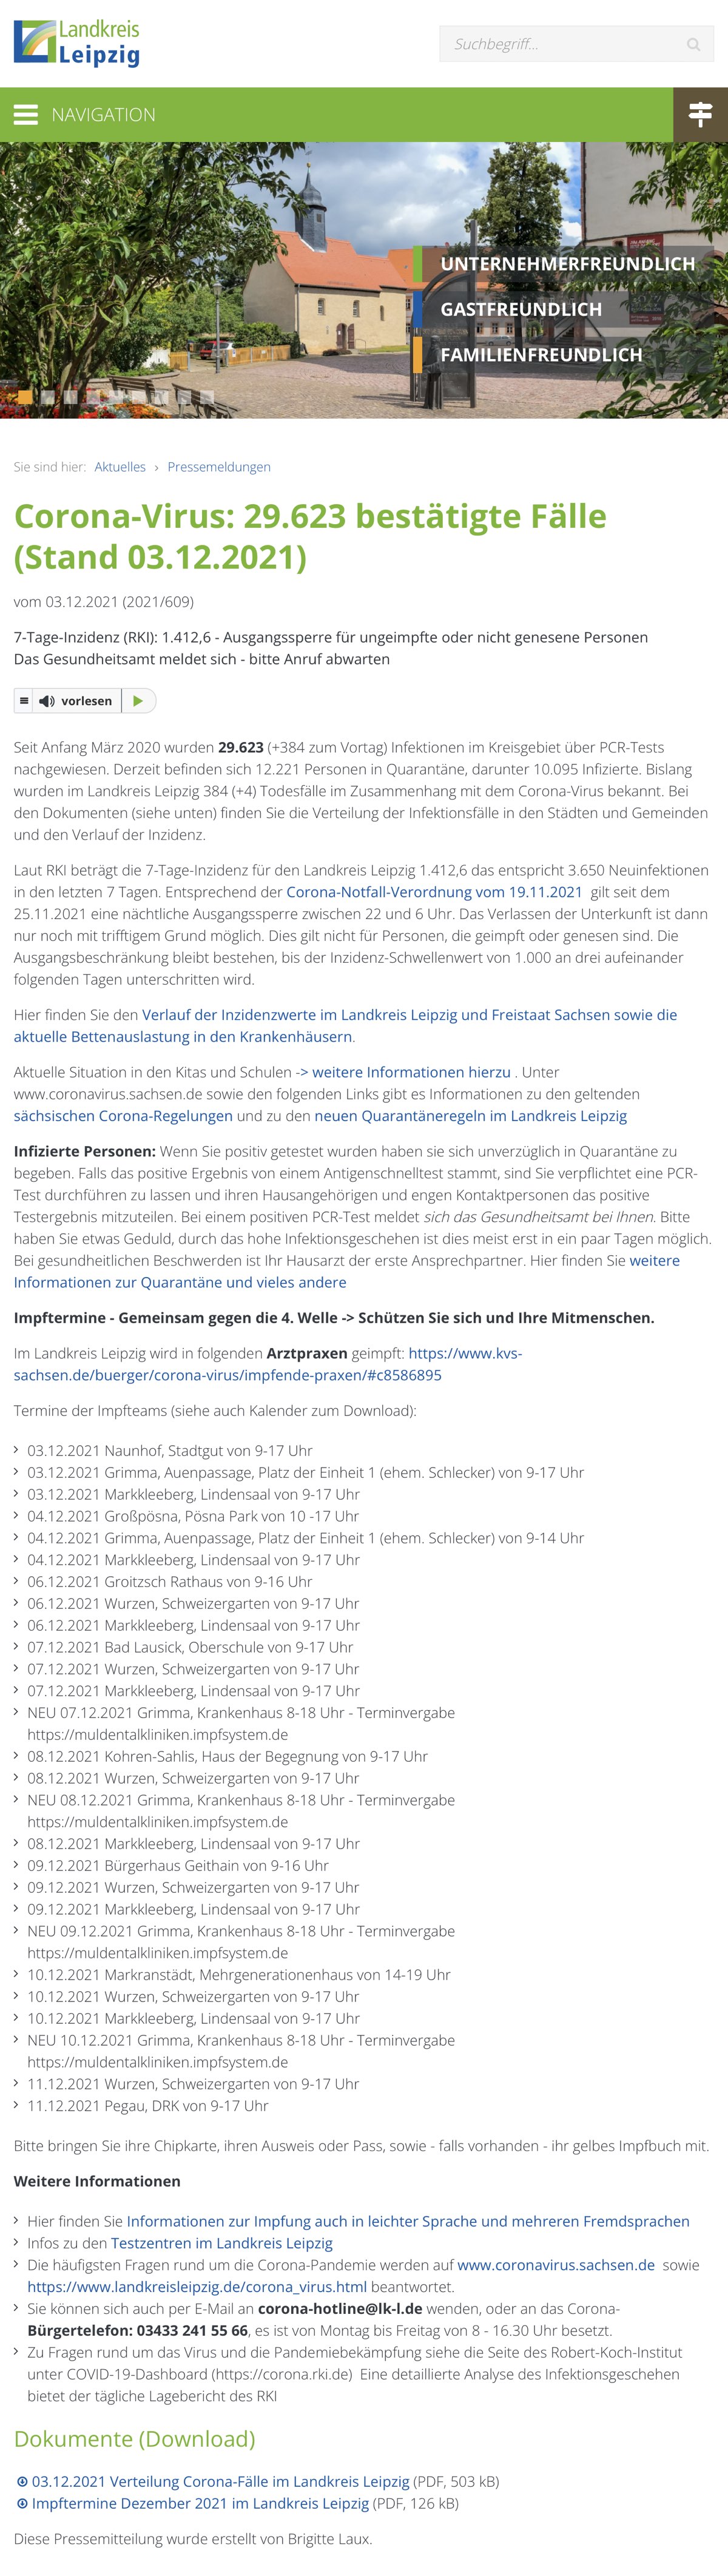 Landkreis
Leipzig
Suchbegriff...
NAVIGATION
UNTERNEHMERFREUNDLICH
GASTFREUNDLICH
FAMILIENFREUNDLICH
Sie sind hier: Aktuelles › Pressemeldungen
Corona-Virus: 29.623 bestätigte Fälle
(Stand 03.12.2021)
vom 03.12.2021 (2021/609)
7-Tage-Inzidenz (RKI): 1.412,6 - Ausgangssperre für ungeimpfte oder nicht genesene Personen
Das Gesundheitsamt meldet sich - bitte Anruf abwarten
vorlesen
Seit Anfang März 2020 wurden 29.623 (+384 zum Vortag) Infektionen im Kreisgebiet über PCR-Tests
nachgewiesen. Derzeit befinden sich 12.221 Personen in Quarantäne, darunter 10.095 Infizierte. Bislang
wurden im Landkreis Leipzig 384 (+4) Todesfälle im Zusammenhang mit dem Corona-Virus bekannt. Bei
den Dokumenten (siehe unten) finden Sie die Verteilung der Infektionsfälle in den Städten und Gemeinden
und den Verlauf der Inzidenz.
Laut RKI beträgt die 7-Tage-Inzidenz für den Landkreis Leipzig 1.412,6 das entspricht 3.650 Neuinfektionen
in den letzten 7 Tagen. Entsprechend der Corona-Notfall-Verordnung vom 19.11.2021 gilt seit dem
25.11.2021 eine nächtliche Ausgangssperre zwischen 22 und 6 Uhr. Das Verlassen der Unterkunft ist dann
nur noch mit trifftigem Grund möglich. Dies gilt nicht für Personen, die geimpft oder genesen sind. Die
Ausgangsbeschränkung bleibt bestehen, bis der Inzidenz-Schwellenwert von 1.000 an drei aufeinander
folgenden Tagen unterschritten wird.
Hier finden Sie den Verlauf der Inzidenzwerte im Landkreis Leipzig und Freistaat Sachsen sowie die
aktuelle Bettenauslastung in den Krankenhäusern.
Aktuelle Situation in den Kitas und Schulen -> weitere Informationen hierzu . Unter
www.coronavirus.sachsen.de sowie den folgenden Links gibt es Informationen zu den geltenden
sächsischen Corona-Regelungen und zu den neuen Quarantäneregeln im Landkreis Leipzig
Infizierte Personen: Wenn Sie positiv getestet wurden haben sie sich unverzüglich in Quarantäne zu
begeben. Falls das positive Ergebnis von einem Antigenschnelltest stammt, sind Sie verpflichtet eine PCR-
Test durchführen zu lassen und ihren Hausangehörigen und engen Kontaktpersonen das positive
Testergebnis mitzuteilen. Bei einem positiven PCR-Test meldet sich das Gesundheitsamt bei Ihnen. Bitte
haben Sie etwas Geduld, durch das hohe Infektionsgeschehen ist dies meist erst in ein paar Tagen möglich.
Bei gesundheitlichen Beschwerden ist Ihr Hausarzt der erste Ansprechpartner. Hier finden Sie weitere
Informationen zur Quarantäne und vieles andere
Impftermine - Gemeinsam gegen die 4. Welle -> Schützen Sie sich und Ihre Mitmenschen.
Im Landkreis Leipzig wird in folgenden Arztpraxen geimpft: https://www.kvs-
sachsen.de/buerger/corona-virus/impfende-praxen/#c8586895
Termine der Impfteams (siehe auch Kalender zum Download):
03.12.2021 Naunhof, Stadtgut von 9-17 Uhr
03.12.2021 Grimma, Auenpassage, Platz der Einheit 1 (ehem. Schlecker) von 9-17 Uhr
03.12.2021 Markkleeberg, Lindensaal von 9-17 Uhr
04.12.2021 Großpösna, Pösna Park von 10 -17 Uhr
04.12.2021 Grimma, Auenpassage, Platz der Einheit 1 (ehem. Schlecker) von 9-14 Uhr
04.12.2021 Markkleeberg, Lindensaal von 9-17 Uhr
06.12.2021 Groitzsch Rathaus von 9-16 Uhr
06.12.2021 Wurzen, Schweizergarten von 9-17 Uhr
06.12.2021 Markkleeberg, Lindensaal von 9-17 Uhr
07.12.2021 Bad Lausick, Oberschule von 9-17 Uhr
07.12.2021 Wurzen, Schweizergarten von 9-17 Uhr
07.12.2021 Markkleeberg, Lindensaal von 9-17 Uhr
NEU 07.12.2021 Grimma, Krankenhaus 8-18 Uhr - Terminvergabe
https://muldentalkliniken.impfsystem.de
08.12.2021 Kohren-Sahlis, Haus der Begegnung von 9-17 Uhr
08.12.2021 Wurzen, Schweizergarten von 9-17 Uhr
NEU 08.12.2021 Grimma, Krankenhaus 8-18 Uhr - Terminvergabe
https://muldentalkliniken.impfsystem.de
08.12.2021 Markkleeberg, Lindensaal von 9-17 Uhr
09.12.2021 Bürgerhaus Geithain von 9-16 Uhr
09.12.2021 Wurzen, Schweizergarten von 9-17 Uhr
09.12.2021 Markkleeberg, Lindensaal von 9-17 Uhr
NEU 09.12.2021 Grimma, Krankenhaus 8-18 Uhr - Terminvergabe
https://muldentalkliniken.impfsystem.de
10.12.2021 Markranstädt, Mehrgenerationenhaus von 14-19 Uhr
10.12.2021 Wurzen, Schweizergarten von 9-17 Uhr
10.12.2021 Markkleeberg, Lindensaal von 9-17 Uhr
NEU 10.12.2021 Grimma, Krankenhaus 8-18 Uhr - Terminvergabe
https://muldentalkliniken.impfsystem.de
11.12.2021 Wurzen, Schweizergarten von 9-17 Uhr
11.12.2021 Pegau, DRK von 9-17 Uhr
Bitte bringen Sie ihre Chipkarte, ihren Ausweis oder Pass, sowie - falls vorhanden - ihr gelbes Impfbuch mit.
Weitere Informationen
Hier finden Sie Informationen zur Impfung auch in leichter Sprache und mehreren Fremdsprachen
Infos zu den Testzentren im Landkreis Leipzig
Die häufigsten Fragen rund um die Corona-Pandemie werden auf www.coronavirus.sachsen.de sowie
https://www.landkreisleipzig.de/corona_virus.html beantwortet.
Sie können sich auch per E-Mail an corona-hotline@lk-l.de wenden, oder an das Corona-
Bürgertelefon: 03433 241 55 66, es ist von Montag bis Freitag von 8 - 16.30 Uhr besetzt.
Zu Fragen rund um das Virus und die Pandemiebekämpfung siehe die Seite des Robert-Koch-Institut
unter COVID-19-Dashboard (https://corona.rki.de) Eine detaillierte Analyse des Infektionsgeschehen
bietet der tägliche Lagebericht des RKI
Dokumente (Download)
03.12.2021 Verteilung Corona-Fälle im Landkreis Leipzig (PDF, 503 kB)
Impftermine Dezember 2021 im Landkreis Leipzig (PDF, 126 kB)
Diese Pressemitteilung wurde erstellt von Brigitte Laux.